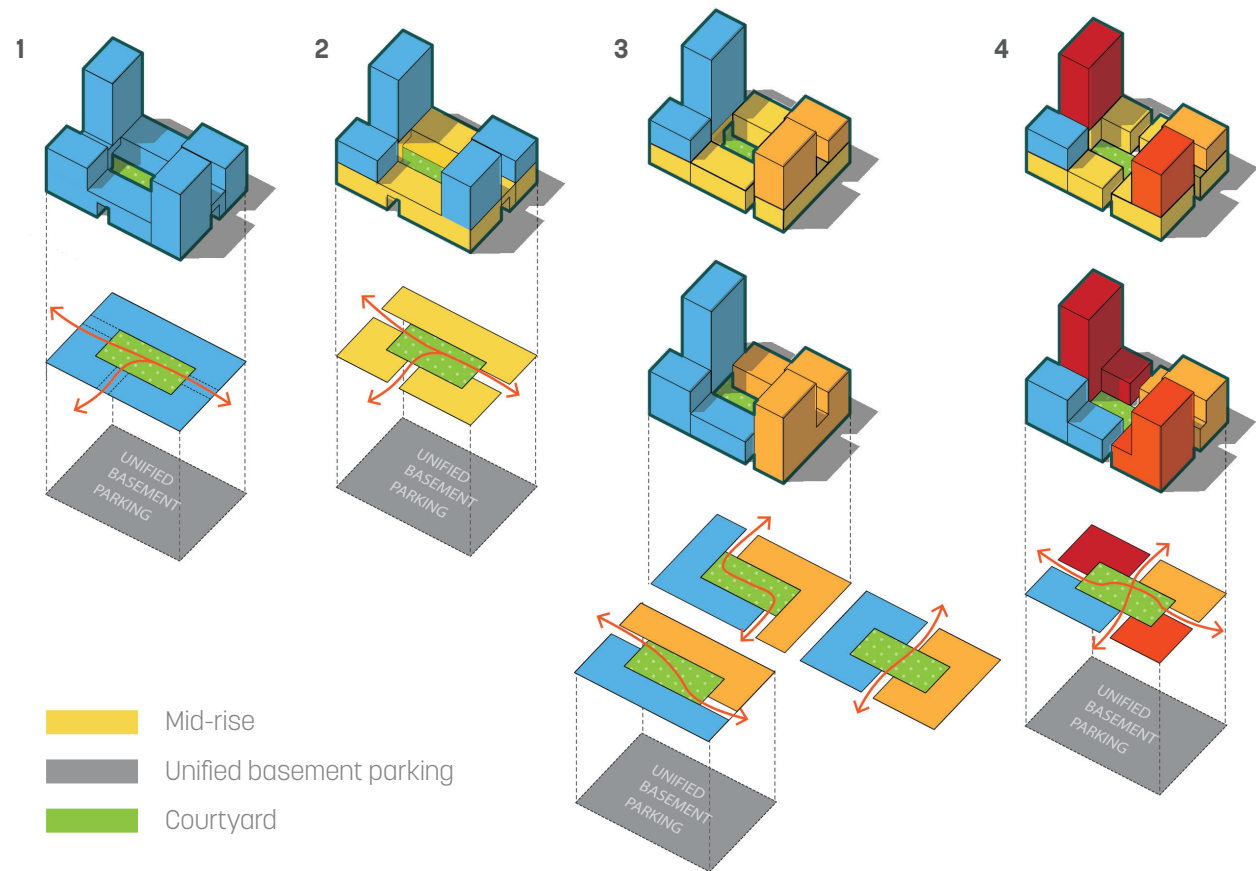 1
2
3
4
UNIFIED
BASEMENT
PARKING
UNIFIED
BASEMENT
PARKING
UNIFIED
BASEMENT
PARKING
UNIFIED
BASEMENT
PARKING
Mid-rise
Unified basement parking
Courtyard